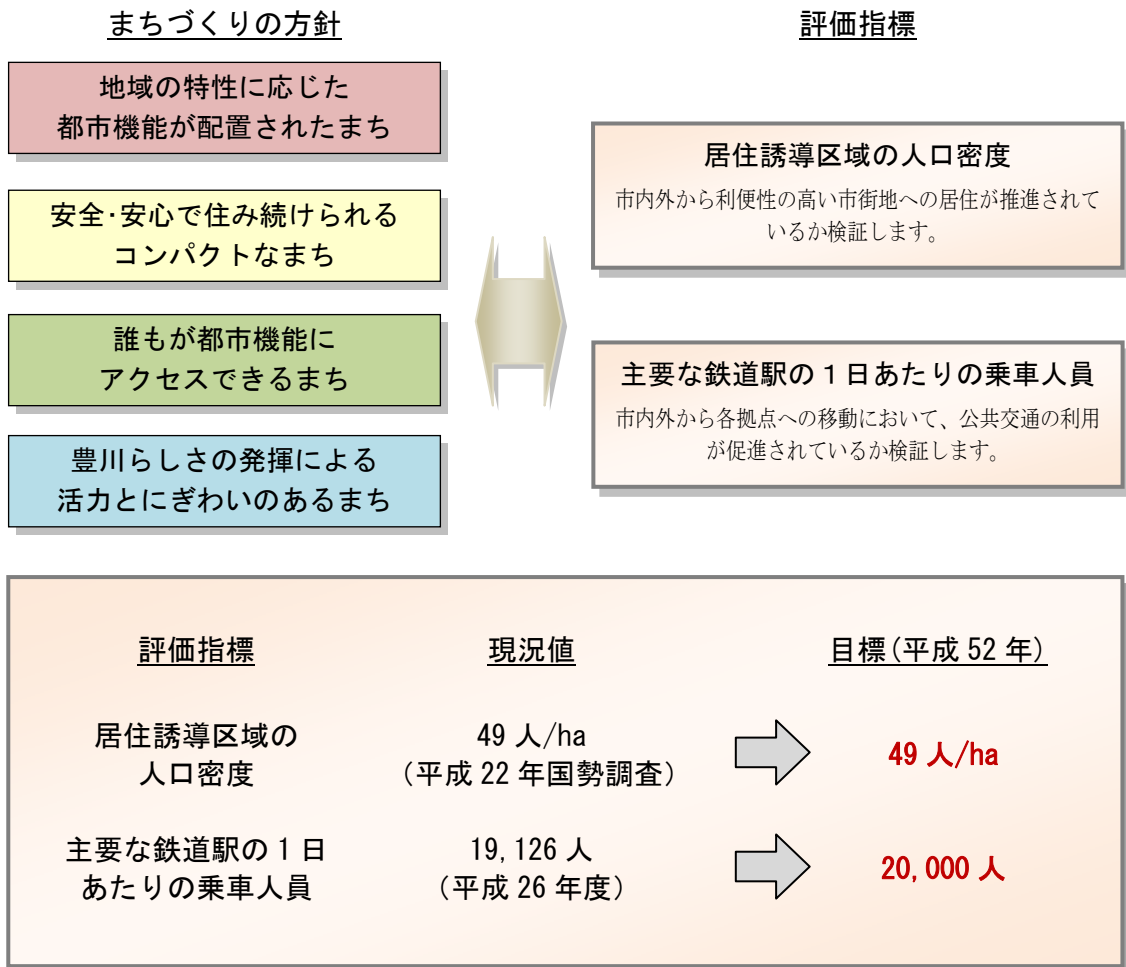 まちづくりの方針
地域の特性に応じた
都市機能が配置されたまち
安全・安心で住み続けられる
コンパクトなまち
誰もが都市機能に
アクセスできるまち
豊川らしさの発揮による
活力とにぎわいのあるまち
評価指標
居住誘導区域の人口密度
市内外から利便性の高い市街地への居住が推進されて
いるか検証します。
主要な鉄道駅の１日あたりの乗車人員
市内外から各拠点への移動において、公共交通の利用
が促進されているか検証します。
評価指標 現況値 目標(平成 52 年)
居住誘導区域の
人口密度
49 人/ha
(平成 22 年国勢調査)
49 人/ha
主要な鉄道駅の 1 日
あたりの乗車人員
19,126 人
(平成 26 年度)
20,000 人